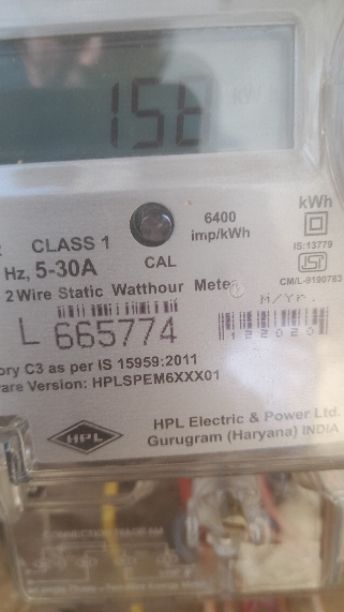 kW
CLASS 1
6400
imp/kWh
kWh
IS:13779
Hz, 5-30A
CAL
CM/L-9190783
2 Wire Static Watthour Meter
M/Yr.
L 665774
122020
ory C3 as per IS 15959:2011
are Version: HPLSPEM6XXX01
HPL
HPL Electric & Power Ltd.
Gurugram (Haryana) INDIA